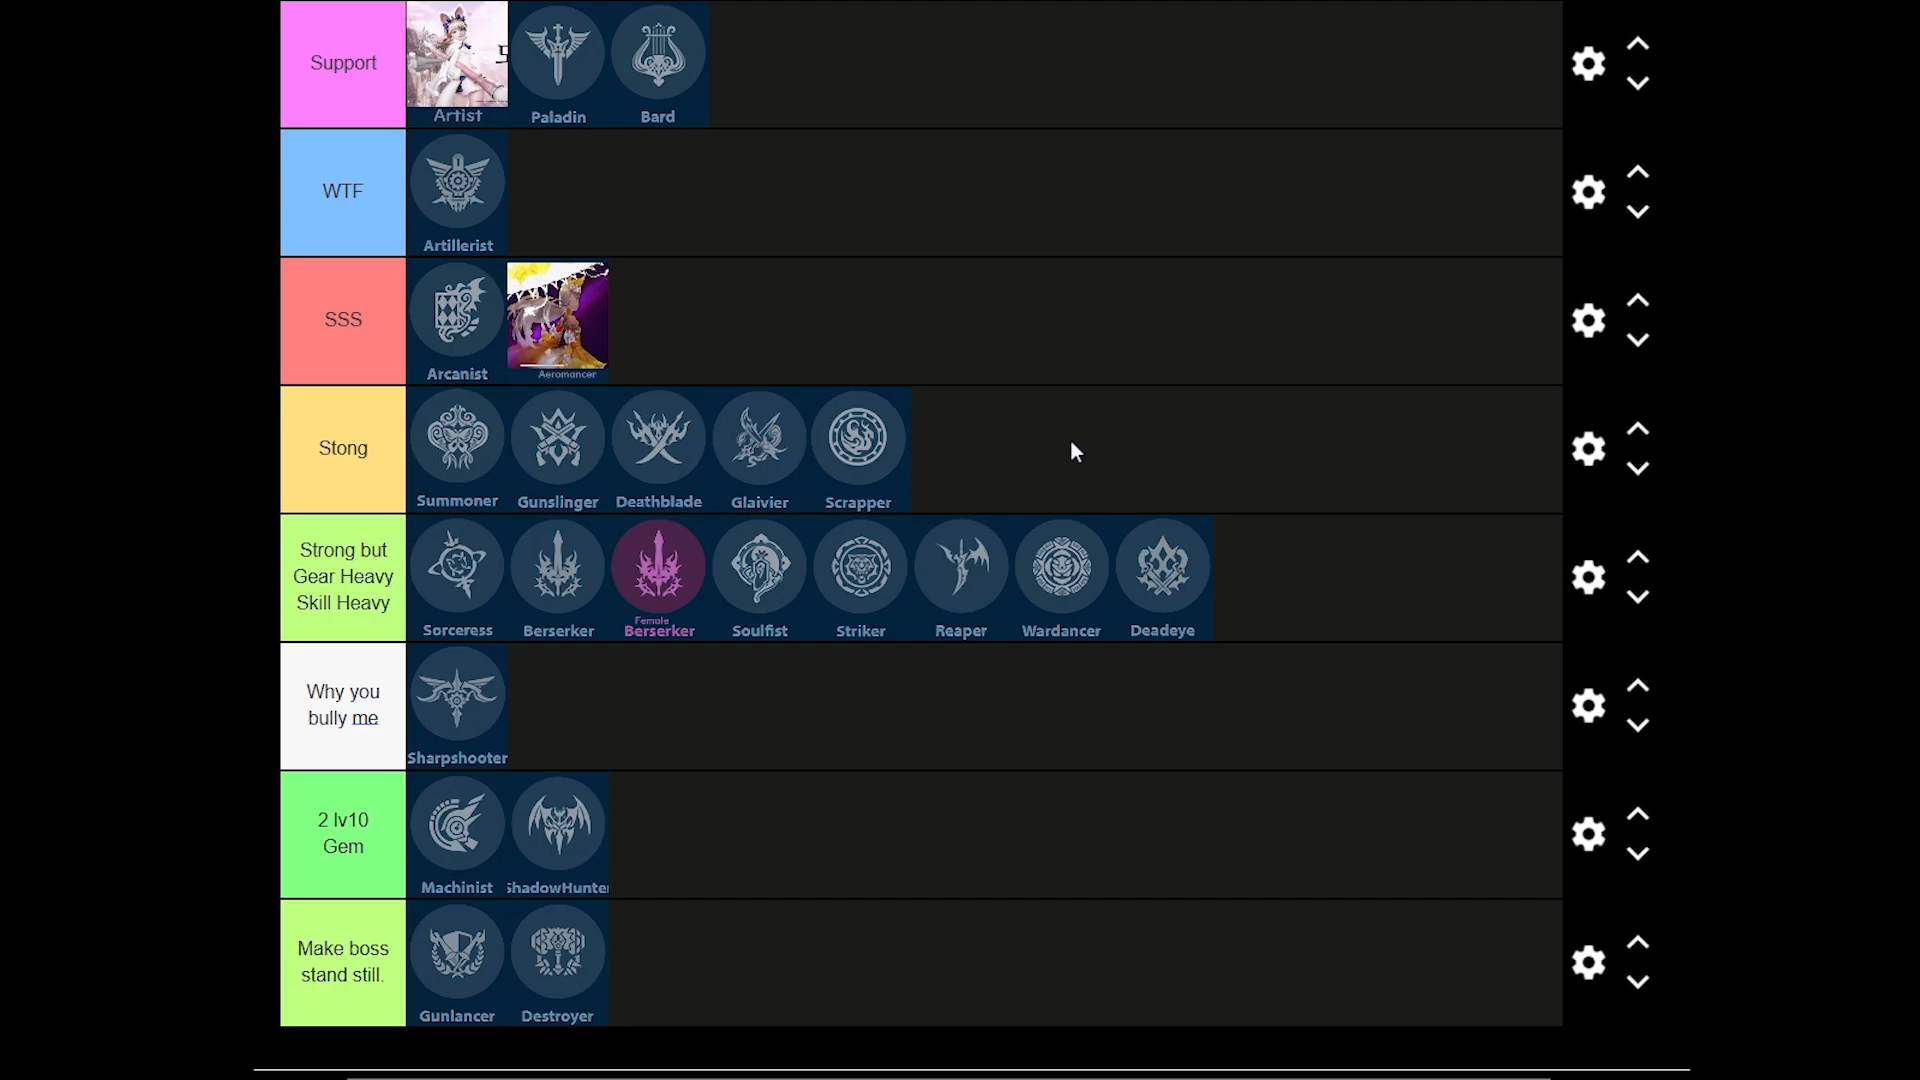 Support
Artist
Paladin
Bard
WTF
Artillerist
SSS
Arcanist
Aeromancer
Stong
Summoner
Gunslinger
Deathblade
Glaivier
Scrapper
Strong but
Gear Heavy
Skill Heavy
Sorceress
Berserker
Female
Berserker
Soulfist
Striker
Reaper
Wardancer
Deadeye
Why you
bully me
Sharpshooter
2 lv10
Gem
Machinist
ShadowHunter
Make boss
stand still.
Gunlancer
Destroyer